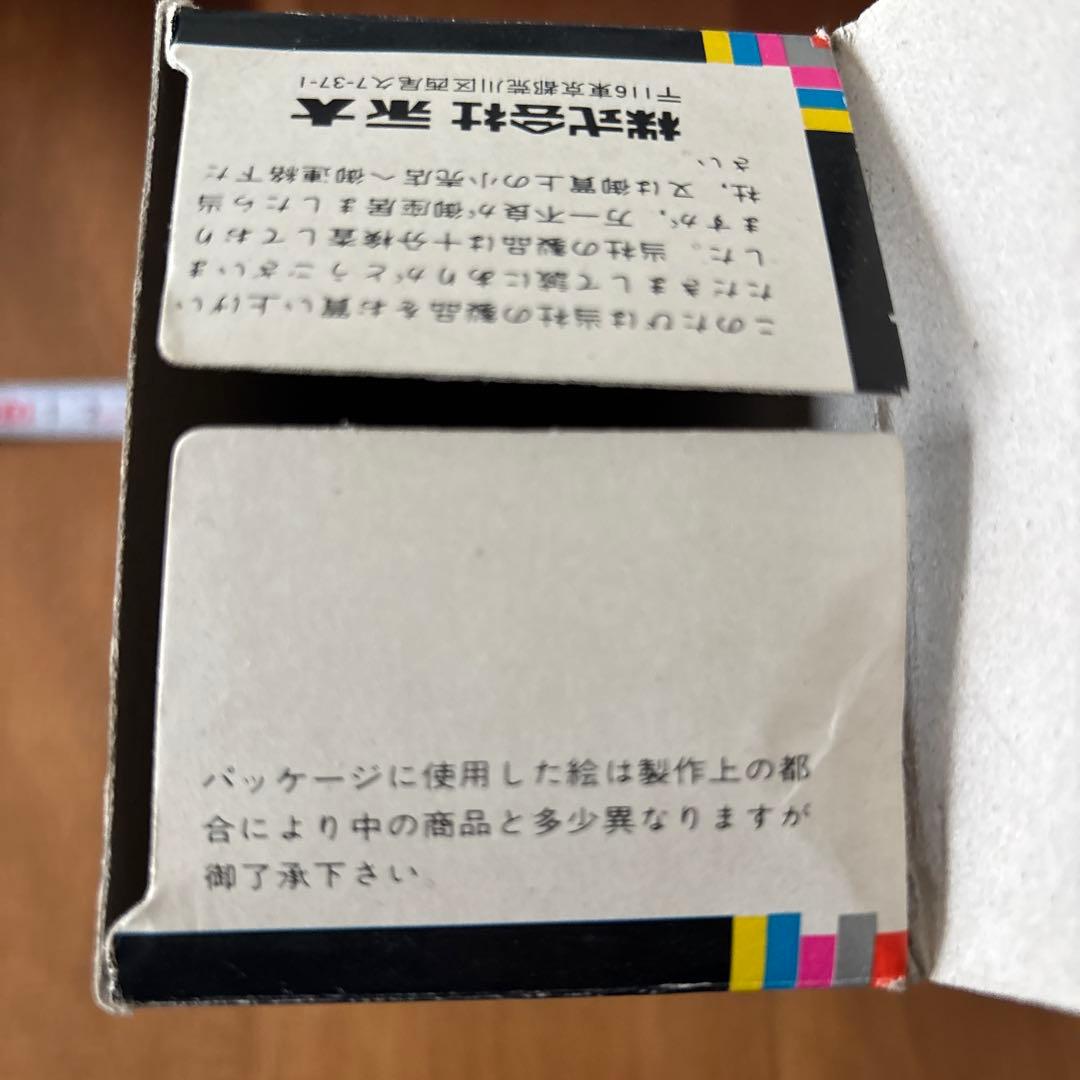 このたびは当社の製品をお買い上げい
ただきまして誠にありがとうございま
した。当社の製品は十分検査しており
ますが、万一不良が御座居ましたら当
社、又は御買上の小売店へ御連絡下だ
さい。
株式会社 永大
〒116東京都荒川区西尾久7-37-1
パッケージに使用した絵は製作上の都
合により中の商品と多少異なりますが
御了承下さい